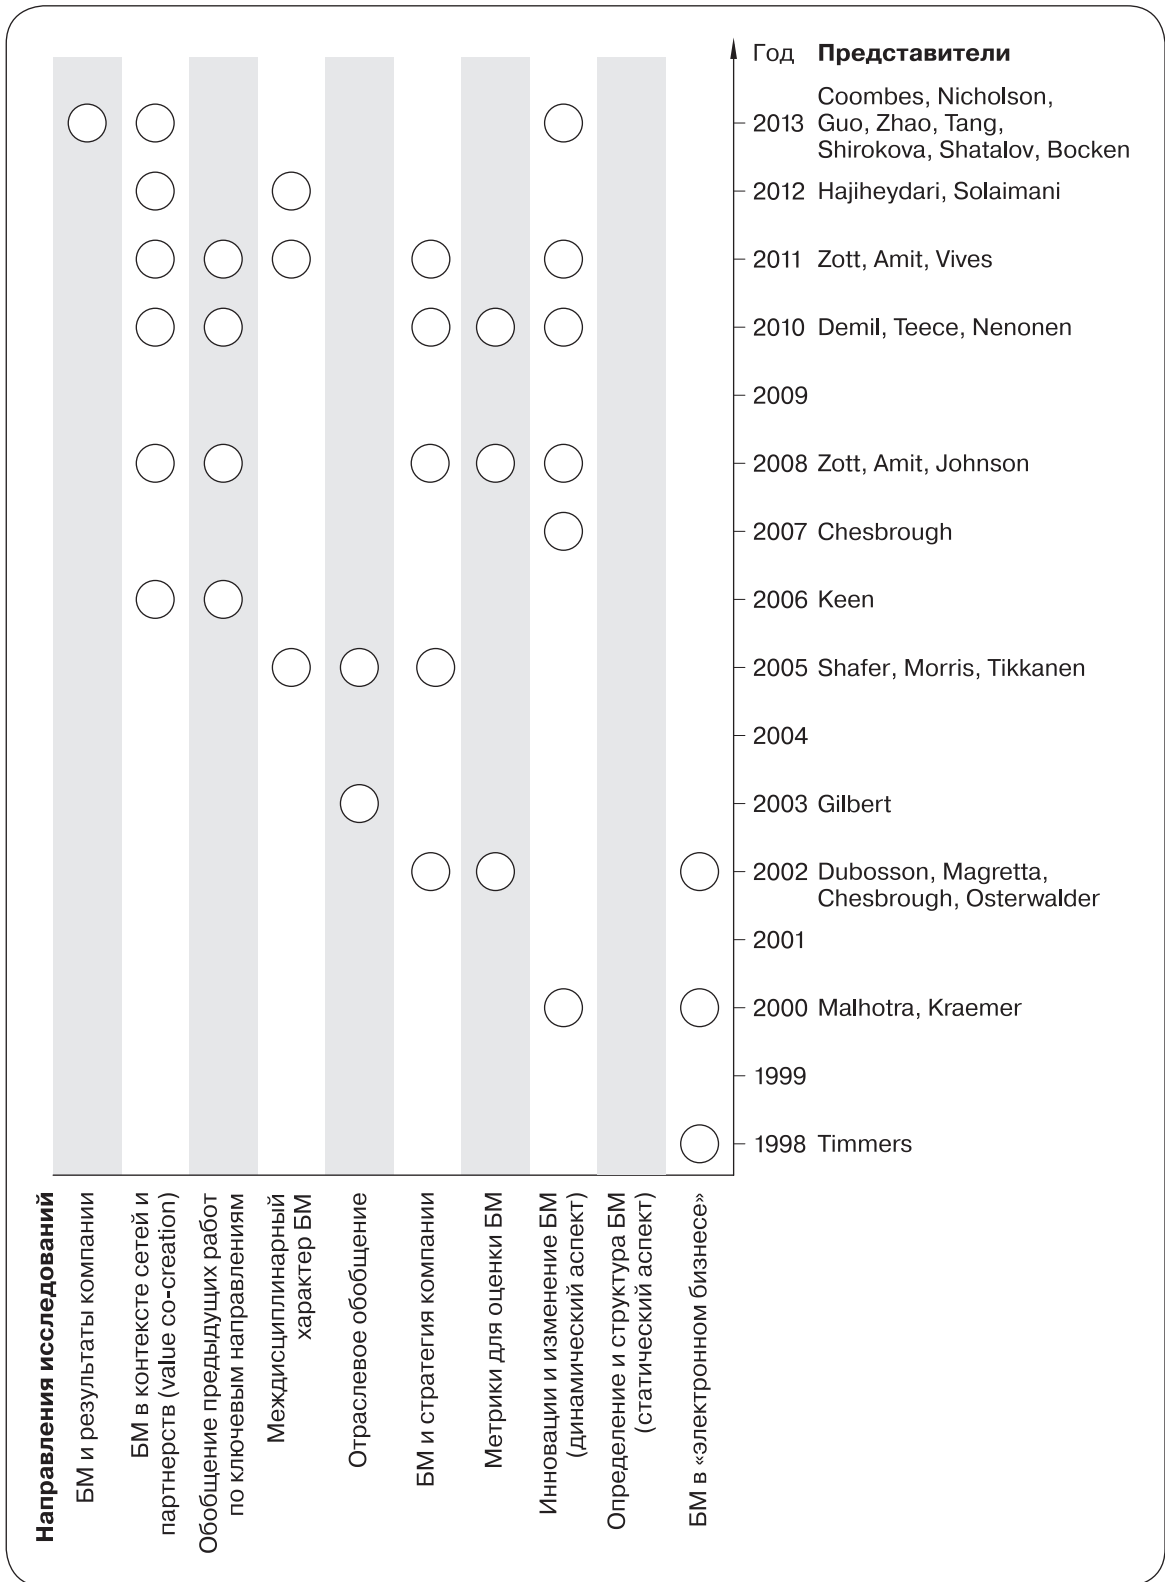 Год Представители
Coombes, Nicholson,
2013 Guo, Zhao, Tang,
Shirokova, Shatalov, Bocken
2012 Hajiheydari, Solaimani
2011 Zott, Amit, Vives
2010 Demil, Teece, Nenonen
2009
2008 Zott, Amit, Johnson
2007 Chesbrough
2006 Keen
2005 Shafer, Morris, Tikkanen
2004
2003 Gilbert
2002 Dubosson, Magretta,
Chesbrough, Osterwalder
2001
2000 Malhotra, Kraemer
1999
1998 Timmers
Направления исследований
БМ и результаты компании
БМ в контексте сетей и
партнерств (value co-creation)
Обобщение предыдущих работ
по ключевым направлениям
Междисциплинарный
характер БМ
Отраслевое обобщение
БМ и стратегия компании
Метрики для оценки БМ
Инновации и изменение БМ
(динамический аспект)
Определение и структура БМ
(статический аспект)
БМ в «электронном бизнесе»